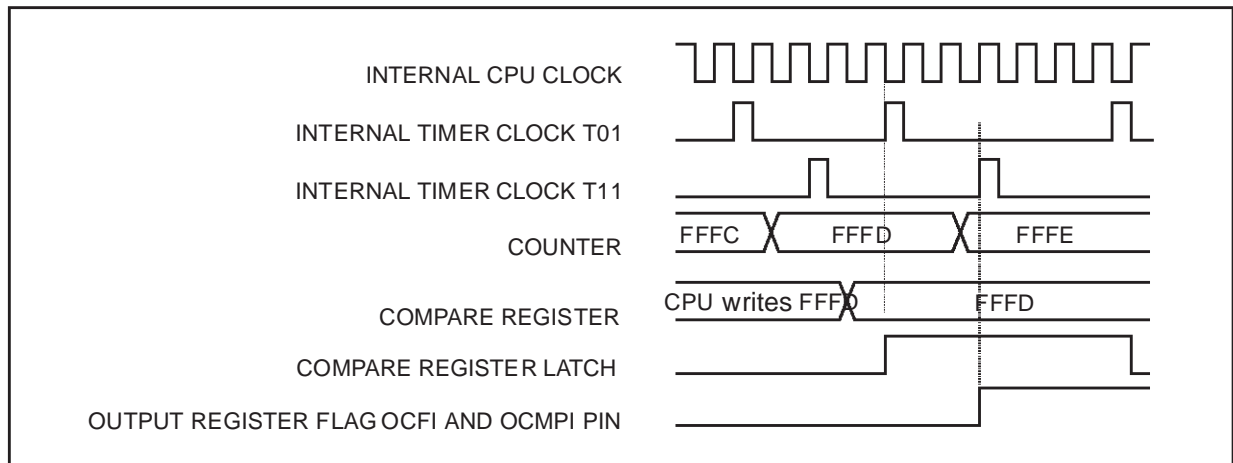 INTERNAL CPU CLOCK
INTERNAL TIMER CLOCK T01
INTERNAL TIMER CLOCK T11
COUNTER
FFFC FFFD FFFE
COMPARE REGISTER
CPU writes FFFD FFFD
COMPARE REGISTER LATCH
OUTPUT REGISTER FLAG OCFI AND OCMPI PIN